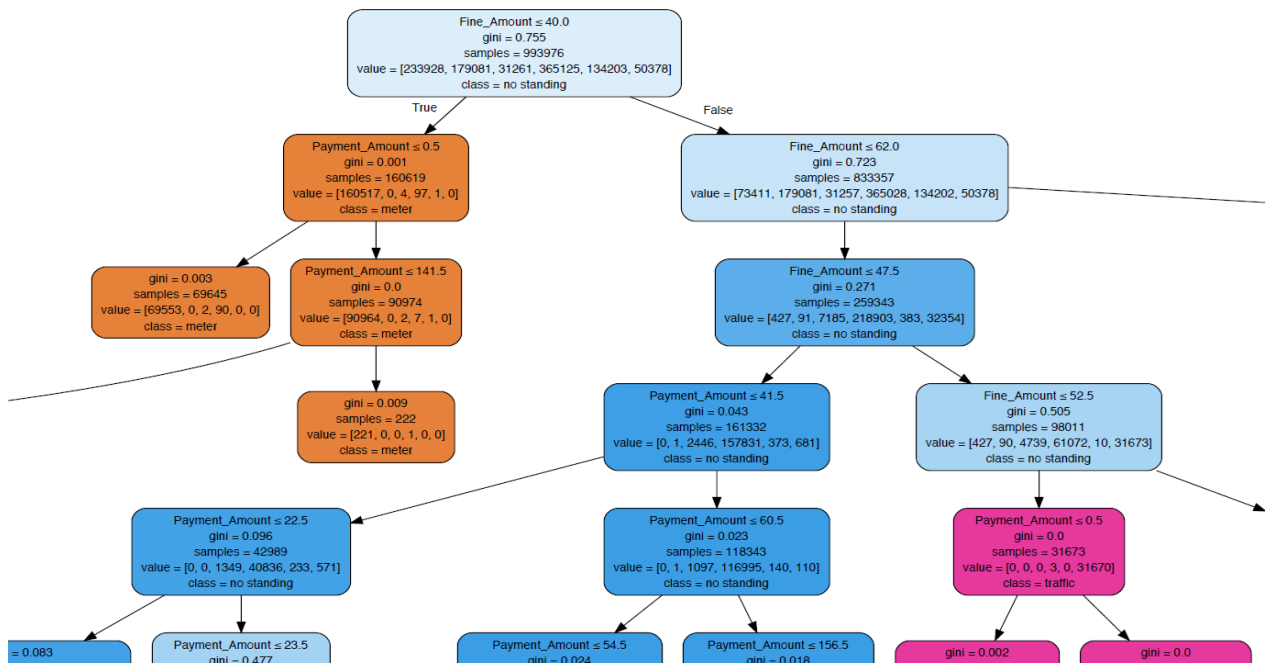 Fine_Amount ≤ 40.0
gini = 0.755
samples = 993976
value = [233928, 179081, 31261, 365125, 134203, 50378]
class = no standing
True
False
Payment_Amount ≤ 0.5
gini = 0.001
samples = 160619
value = [160517, 0, 4, 97, 1, 0]
class = meter
Fine_Amount ≤ 62.0
gini = 0.723
samples = 833357
value = [73411, 179081, 31257, 365028, 134202, 50378]
class = no standing
gini = 0.003
samples = 69645
value = [69553, 0, 2, 90, 0, 0]
class = meter
Payment_Amount ≤ 141.5
gini = 0.0
samples = 90974
value = [90964, 0, 2, 7, 1, 0]
class = meter
Fine_Amount ≤ 47.5
gini = 0.271
samples = 259343
value = [427, 91, 7185, 218903, 383, 32354]
class = no standing
gini = 0.009
samples = 222
value = [221, 0, 0, 1, 0, 0]
class = meter
Payment_Amount ≤ 41.5
gini = 0.043
samples = 161332
value = [0, 1, 2446, 157831, 373, 681]
class = no standing
Fine_Amount ≤ 52.5
gini = 0.505
samples = 98011
value = [427, 90, 4739, 61072, 10, 31673]
class = no standing
Payment_Amount ≤ 22.5
gini = 0.096
samples = 42989
value = [0, 0, 1349, 40836, 233, 571]
class = no standing
Payment_Amount ≤ 60.5
gini = 0.023
samples = 118343
value = [0, 1, 1097, 116995, 140, 110]
class = no standing
Payment_Amount ≤ 0.5
gini = 0.0
samples = 31673
value = [0, 0, 0, 3, 0, 31670]
class = traffic
= 0.083
Payment_Amount ≤ 23.5
gini = 0.477
Payment_Amount ≤ 54.5
gini = 0.024
Payment_Amount ≤ 156.5
gini = 0.018
gini = 0.002
gini = 0.0